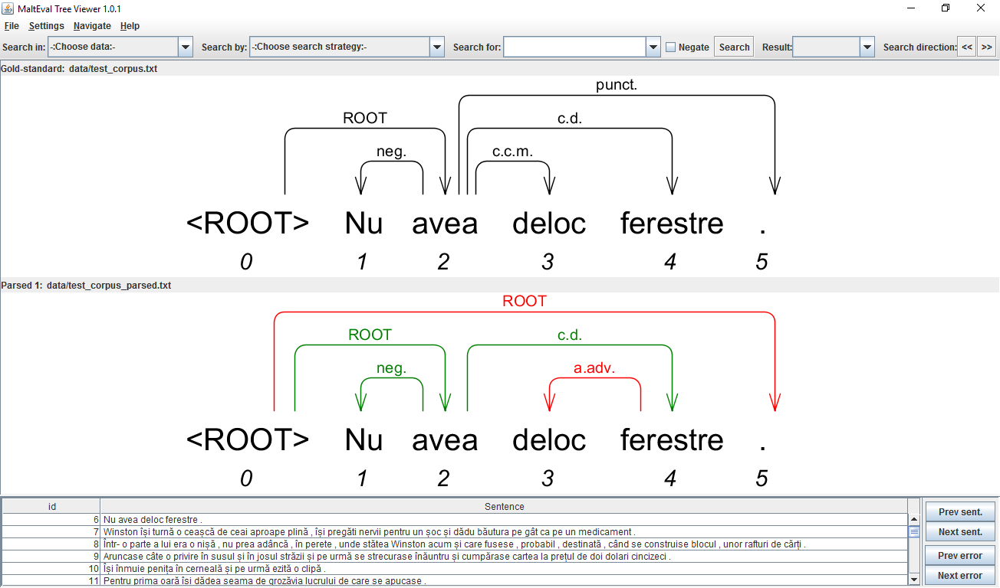 MaltEval Tree Viewer 1.0.1
File Settings Navigate Help
Search in: -:Choose data:- Search by: -:Choose search strategy:- Search for: Negate Search Result: Search direction: << >>
Gold-standard: data/test_corpus.txt
punct.
ROOT c.d.
neg. c.c.m.
<ROOT> Nu avea deloc ferestre .
0 1 2 3 4 5
Parsed 1: data/test_corpus_parsed.txt
ROOT
ROOT c.d.
neg. a.adv.
<ROOT> Nu avea deloc ferestre .
0 1 2 3 4 5
id Sentence
6 Nu avea deloc ferestre .
7 Winston își turnă o ceașcă de ceai aproape plină , își pregăti nervii pentru un șoc și dădu băutura pe gât ca pe un medicament .
8 Într- o parte a lui era o nișă , nu prea adâncă , în perete , unde stătea Winston acum și care fusese , probabil , destinată , când se construise blocul , unor rafturi de cărți .
9 Aruncase câte o privire în susul și în josul străzii și pe urmă se strecurase înăuntru și cumpărase cartea la prețul de doi dolari cincizeci .
10 Își înmuie penița în cerneală și pe urmă ezită o clipă .
11 Pentru prima oară își dădea seama de grozăvia lucrului de care se apucase .
Prev sent.
Next sent.
Prev error
Next error